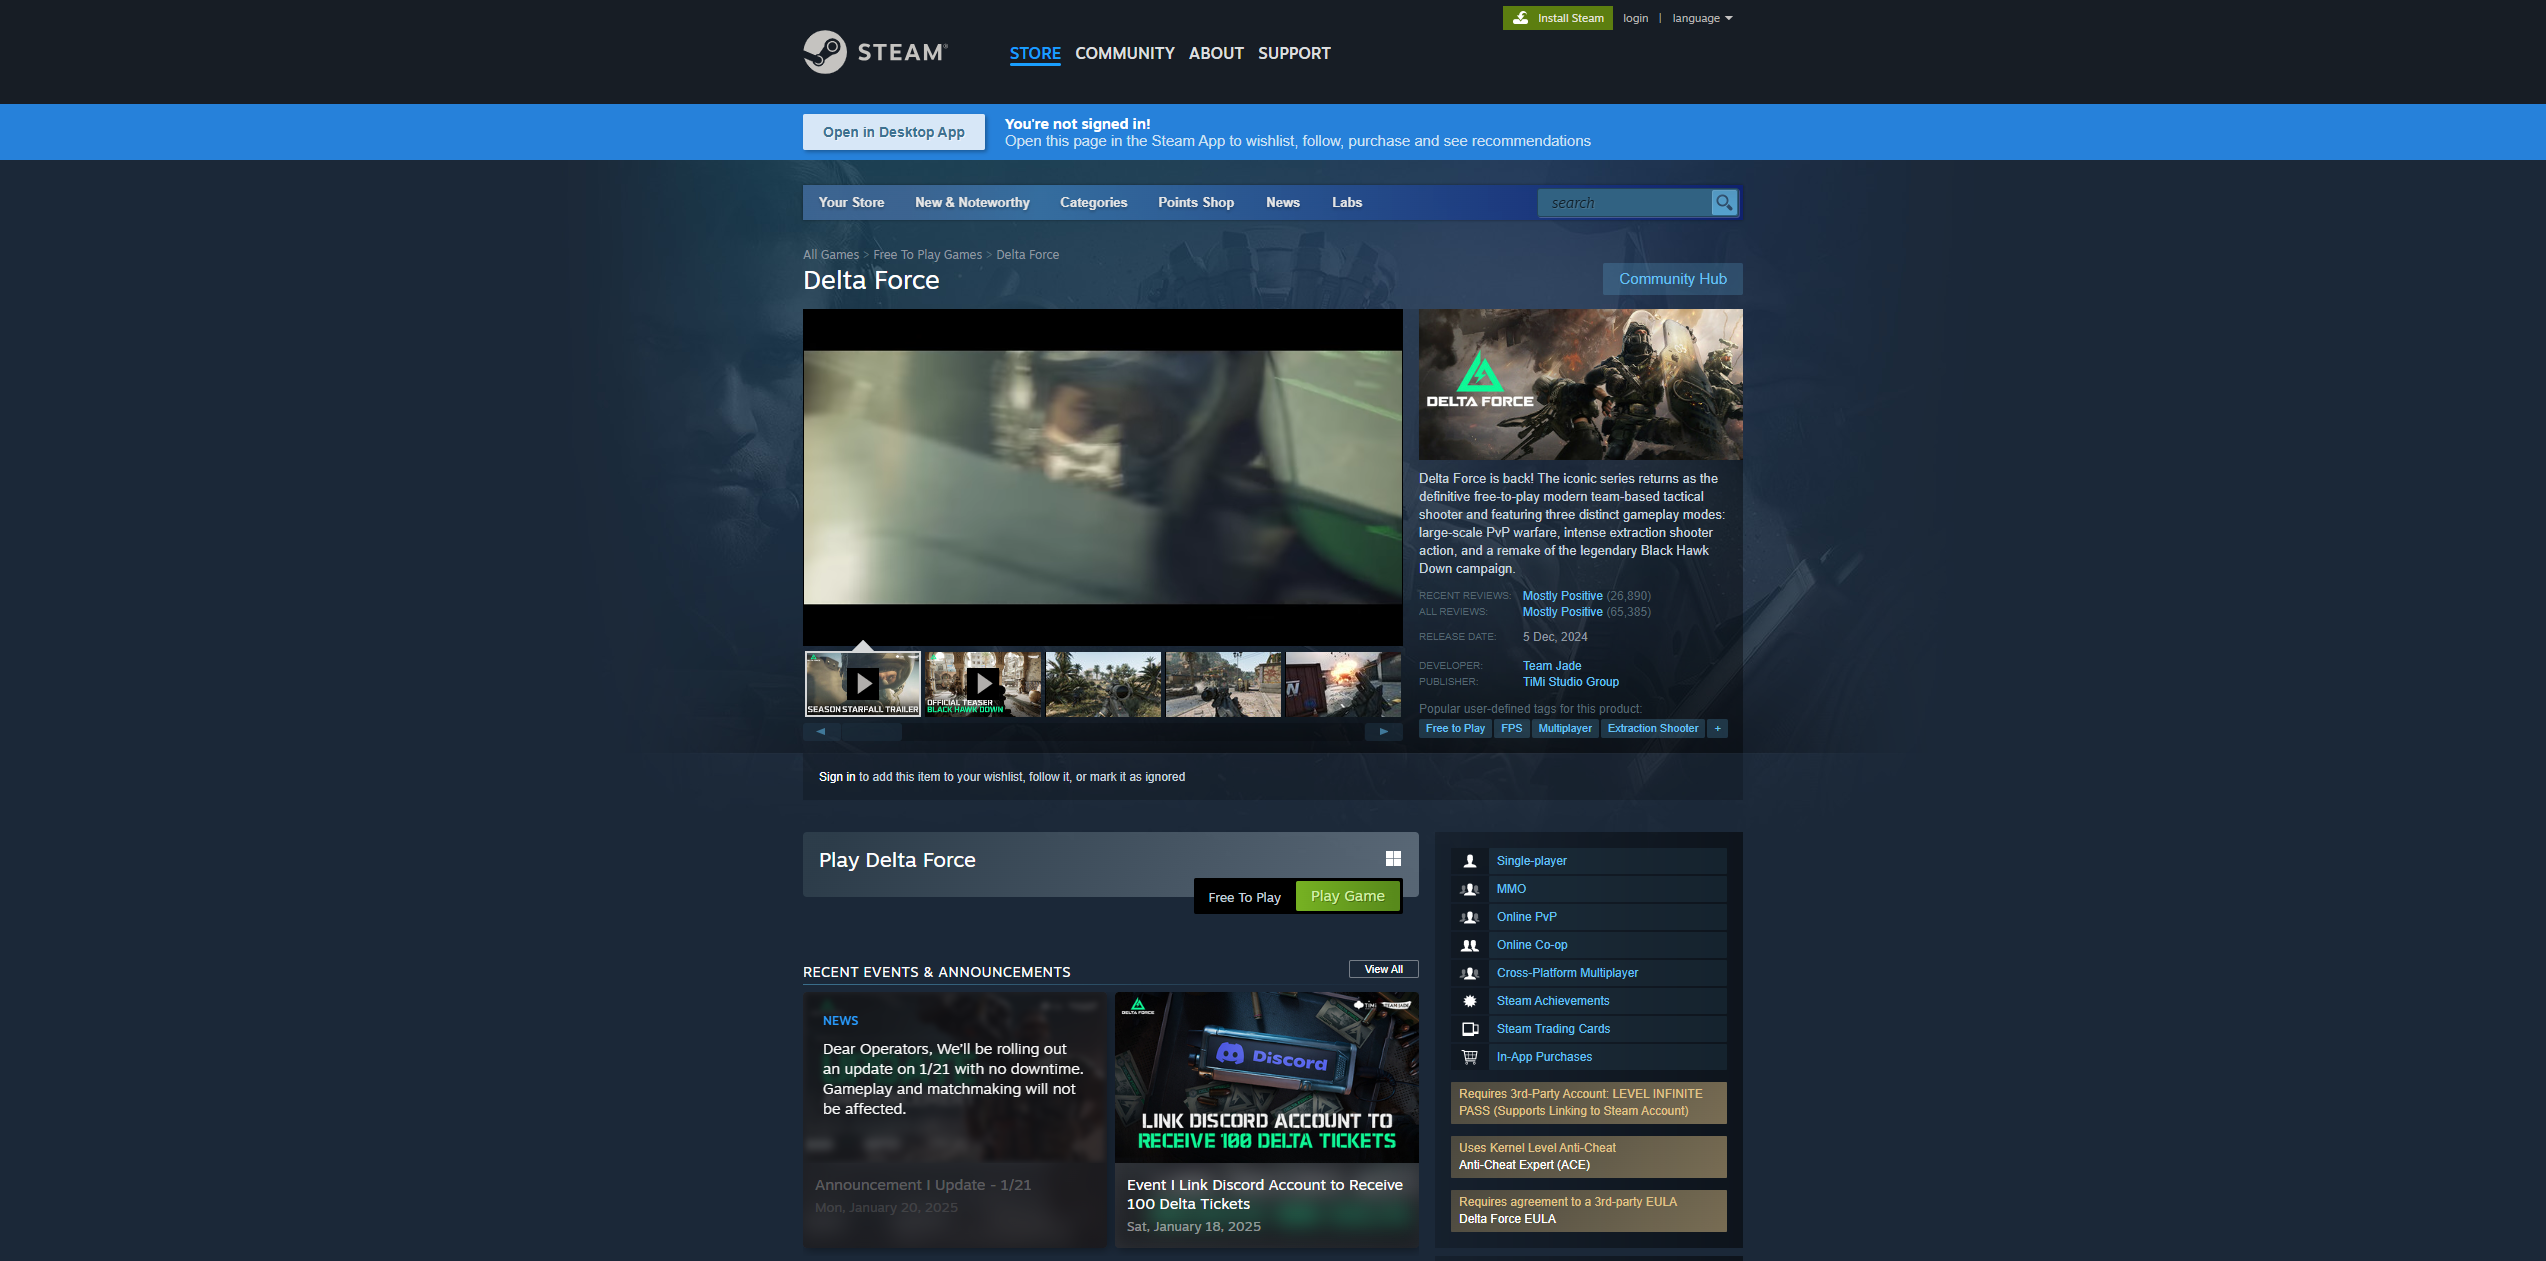 Install Steam
login | language
STEAM®
STORE COMMUNITY ABOUT SUPPORT
Open in Desktop App
You're not signed in!
Open this page in the Steam App to wishlist, follow, purchase and see recommendations
Your Store New & Noteworthy Categories Points Shop News Labs
search
All Games > Free To Play Games > Delta Force
Delta Force
Community Hub
DELTA FORCE
Delta Force is back! The iconic series returns as the
definitive free-to-play modern team-based tactical
shooter and featuring three distinct gameplay modes:
large-scale PvP warfare, intense extraction shooter
action, and a remake of the legendary Black Hawk
Down campaign.
RECENT REVIEWS: Mostly Positive (26,890)
ALL REVIEWS: Mostly Positive (65,385)
RELEASE DATE: 5 Dec, 2024
DEVELOPER: Team Jade
PUBLISHER: TiMi Studio Group
Popular user-defined tags for this product:
Free to Play FPS Multiplayer Extraction Shooter +
SEASON STARFALL TRAILER
OFFICIAL TEASER
BLACK HAWK DOWN
Sign in to add this item to your wishlist, follow it, or mark it as ignored
Play Delta Force
Free To Play
Play Game
RECENT EVENTS & ANNOUNCEMENTS
View All
NEWS
Dear Operators, We'll be rolling out
an update on 1/21 with no downtime.
Gameplay and matchmaking will not
be affected.
Announcement I Update - 1/21
Mon, January 20, 2025
DELTA FORCE
TiMi TEAM JADE
Discord
LINK DISCORD ACCOUNT TO
RECEIVE 100 DELTA TICKETS
Event I Link Discord Account to Receive
100 Delta Tickets
Sat, January 18, 2025
Single-player
MMO
Online PvP
Online Co-op
Cross-Platform Multiplayer
Steam Achievements
Steam Trading Cards
In-App Purchases
Requires 3rd-Party Account: LEVEL INFINITE
PASS (Supports Linking to Steam Account)
Uses Kernel Level Anti-Cheat
Anti-Cheat Expert (ACE)
Requires agreement to a 3rd-party EULA
Delta Force EULA